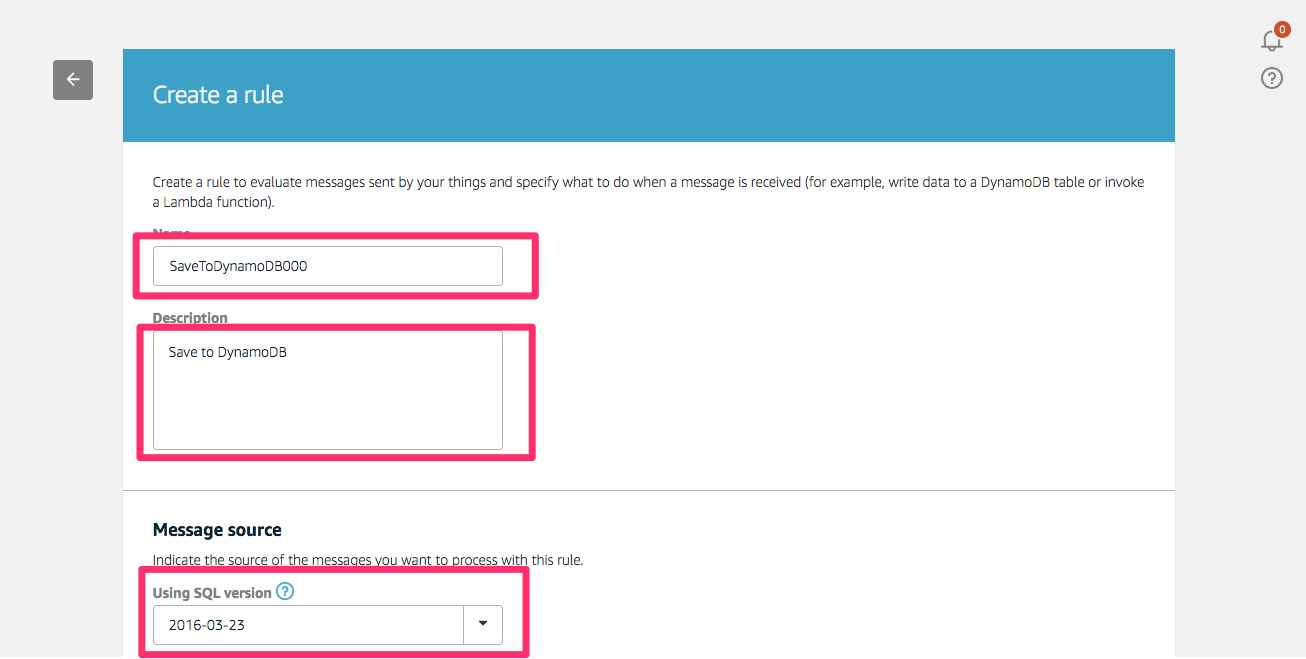 0
Create a rule
Create a rule to evaluate messages sent by your things and specify what to do when a message is received (for example, write data to a DynamoDB table or invoke
a Lambda function).
Name
SaveToDynamoDB000
Description
Save to DynamoDB
Message source
Indicate the source of the messages you want to process with this rule.
Using SQL version ?
2016-03-23
?